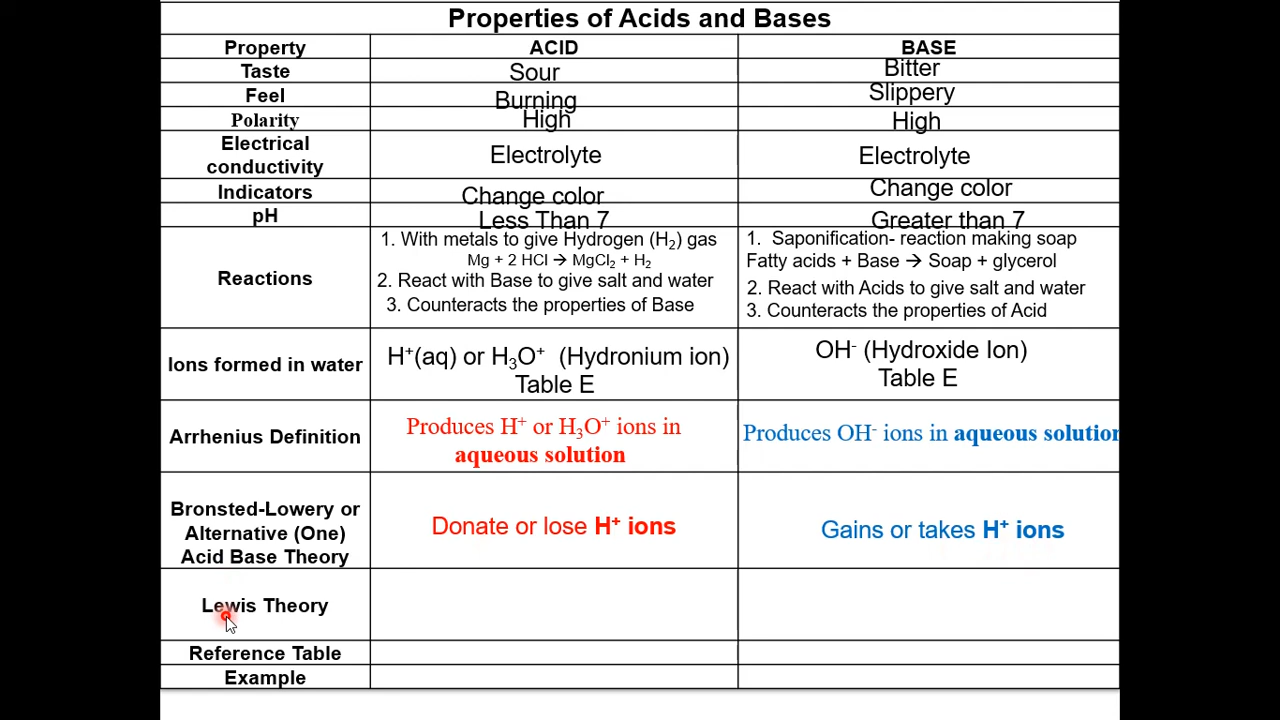 Properties of Acids and Bases
Property ACID BASE
Taste Sour Bitter
Feel Burning Slippery
Polarity High High
Electrical
conductivity Electrolyte Electrolyte
Indicators Change color Change color
pH Less Than 7 Greater than 7
Reactions
1. With metals to give Hydrogen (H₂) gas
Mg + 2 HCl → MgCl₂ + H₂
2. React with Base to give salt and water
3. Counteracts the properties of Base
1. Saponification- reaction making soap
Fatty acids + Base → Soap + glycerol
2. React with Acids to give salt and water
3. Counteracts the properties of Acid
Ions formed in water
H⁺(aq) or H₃O⁺ (Hydronium ion)
Table E
OH⁻ (Hydroxide Ion)
Table E
Arrhenius Definition
Produces H⁺ or H₃O⁺ ions in
aqueous solution
Produces OH⁻ ions in aqueous solution
Bronsted-Lowery or
Alternative (One)
Acid Base Theory
Donate or lose H⁺ ions
Gains or takes H⁺ ions
Lewis Theory
Reference Table
Example